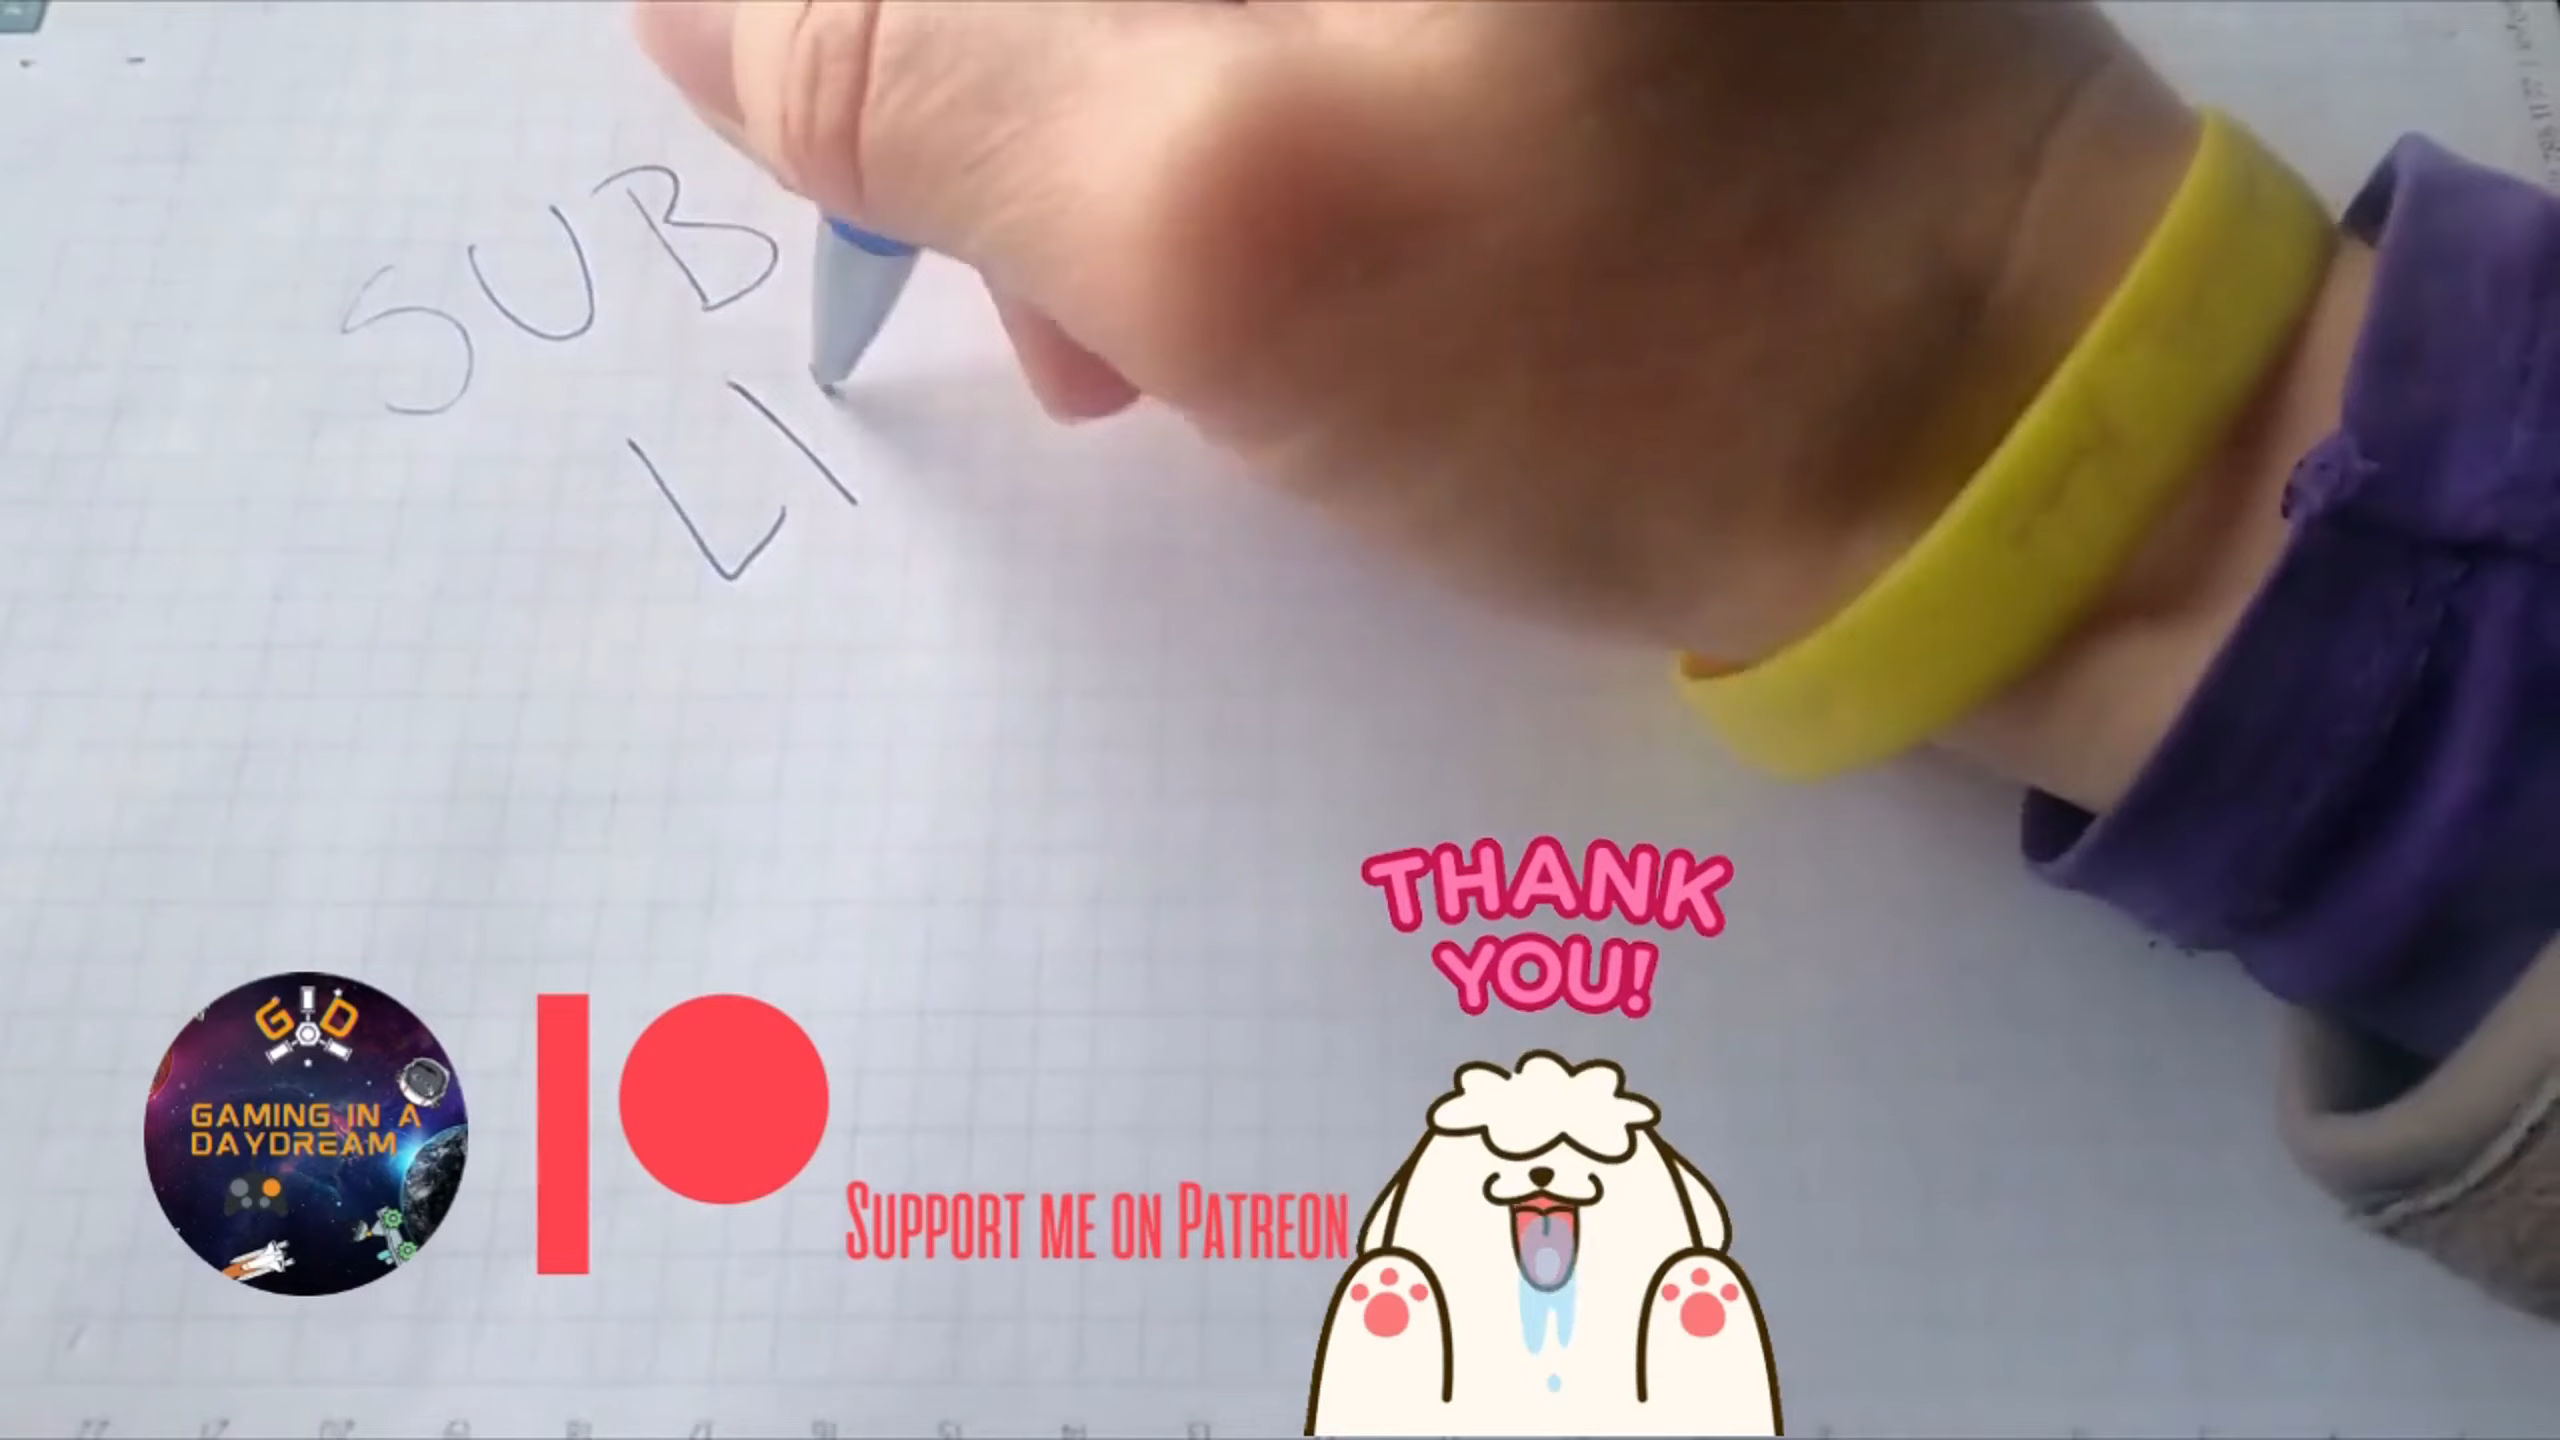 SUB
LI
THANK
YOU!
G D
GAMING IN A
DAYDREAM
SUPPORT ME ON PATREON